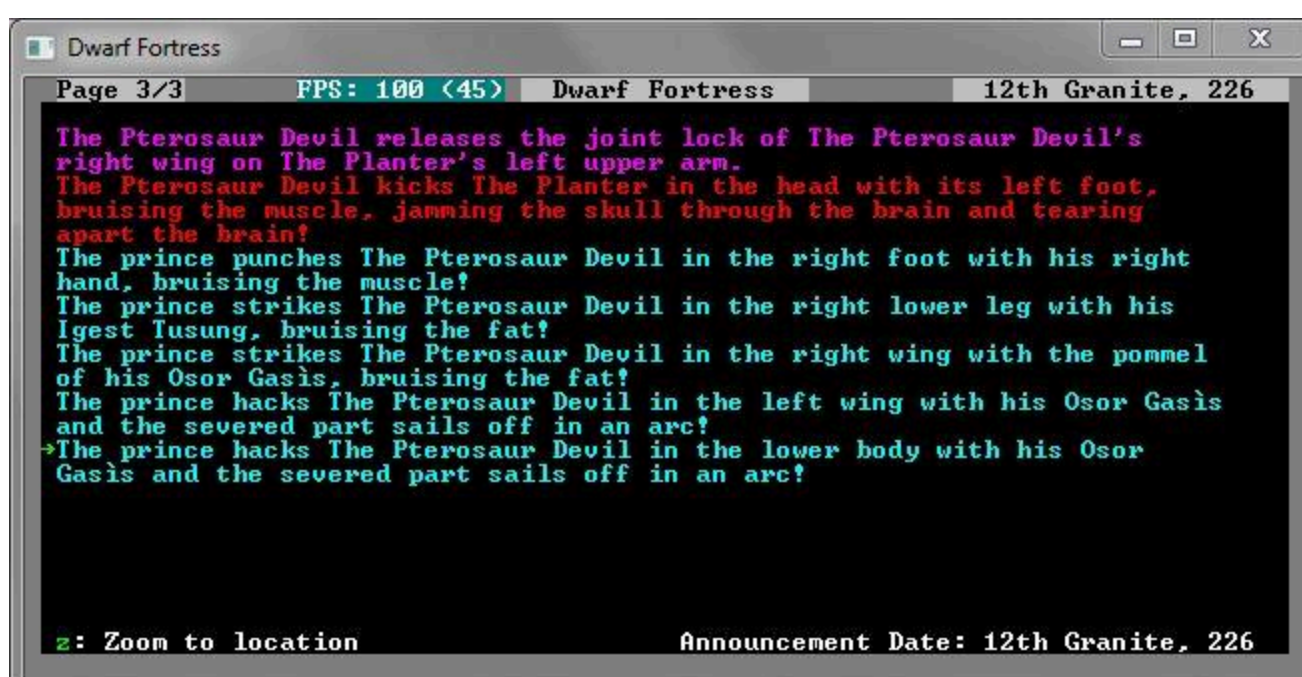 Dwarf Fortress
Page 3/3 FPS: 100 (45) Dwarf Fortress 12th Granite, 226
The Pterosaur Devil releases the joint lock of The Pterosaur Devil's
right wing on The Planter's left upper arm.
The Pterosaur Devil kicks The Planter in the head with its left foot,
bruising the muscle, jamming the skull through the brain and tearing
apart the brain!
The prince punches The Pterosaur Devil in the right foot with his right
hand, bruising the muscle!
The prince strikes The Pterosaur Devil in the right lower leg with his
Igest Tusung, bruising the fat!
The prince strikes The Pterosaur Devil in the right wing with the pommel
of his Osor Gasìs, bruising the fat!
The prince hacks The Pterosaur Devil in the left wing with his Osor Gasìs
and the severed part sails off in an arc!
→The prince hacks The Pterosaur Devil in the lower body with his Osor
Gasìs and the severed part sails off in an arc!
z: Zoom to location Announcement Date: 12th Granite, 226